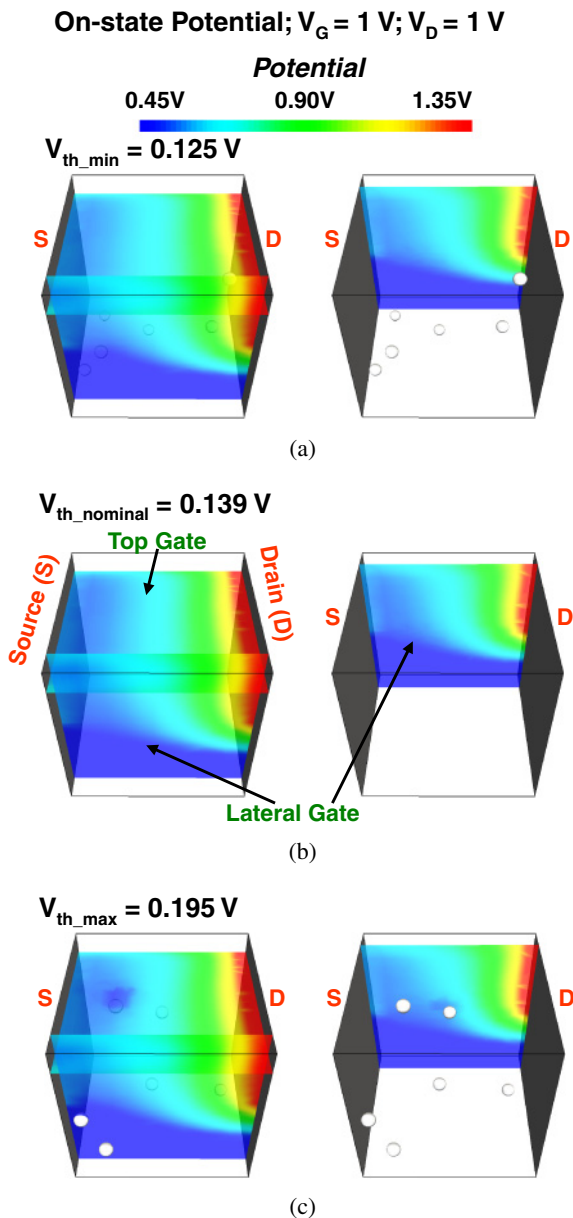 On-state Potential; V_G = 1 V; V_D = 1 V
Potential
0.45V 0.90V 1.35V
V_th_min = 0.125 V
S D S D
(a)
V_th_nominal = 0.139 V
Top Gate
Source (S) Drain (D) S D
Lateral Gate
(b)
V_th_max = 0.195 V
S D S D
(c)